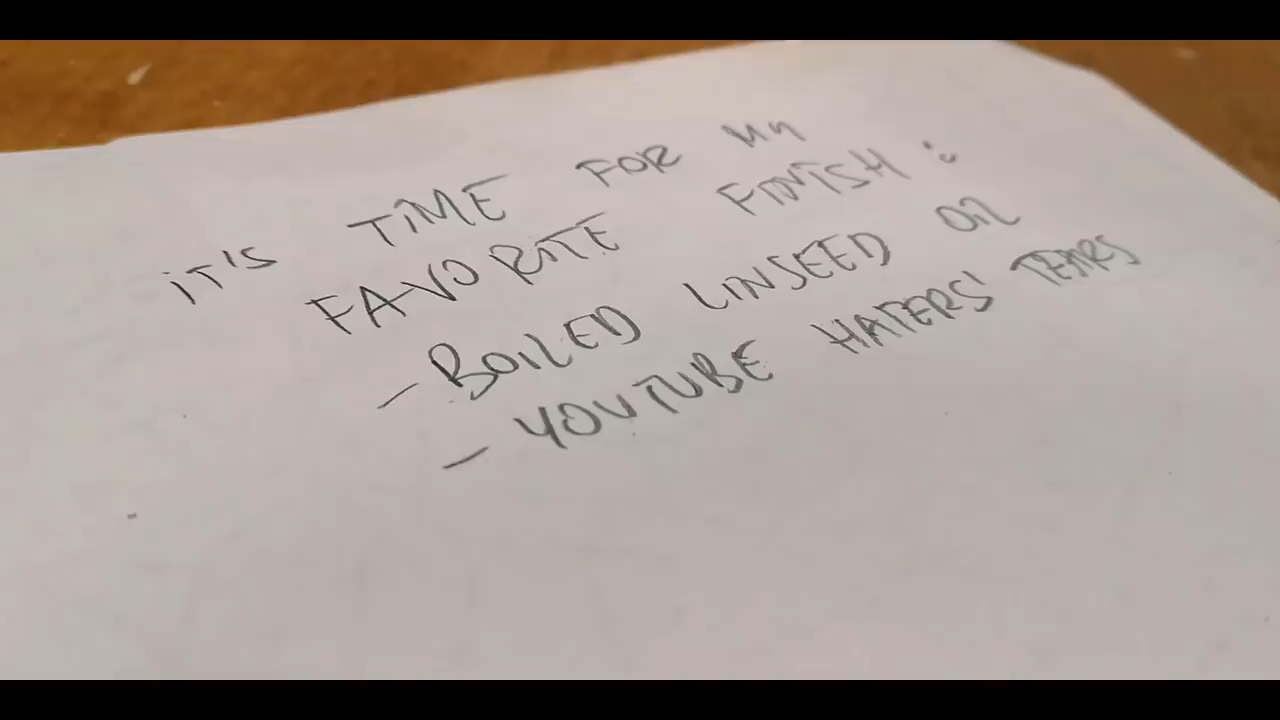 iT'S TiME FOR My
FAVORITE FINISH:
- BOILED LINSEED OIL
- YOUTUBE HATERS' TEARS